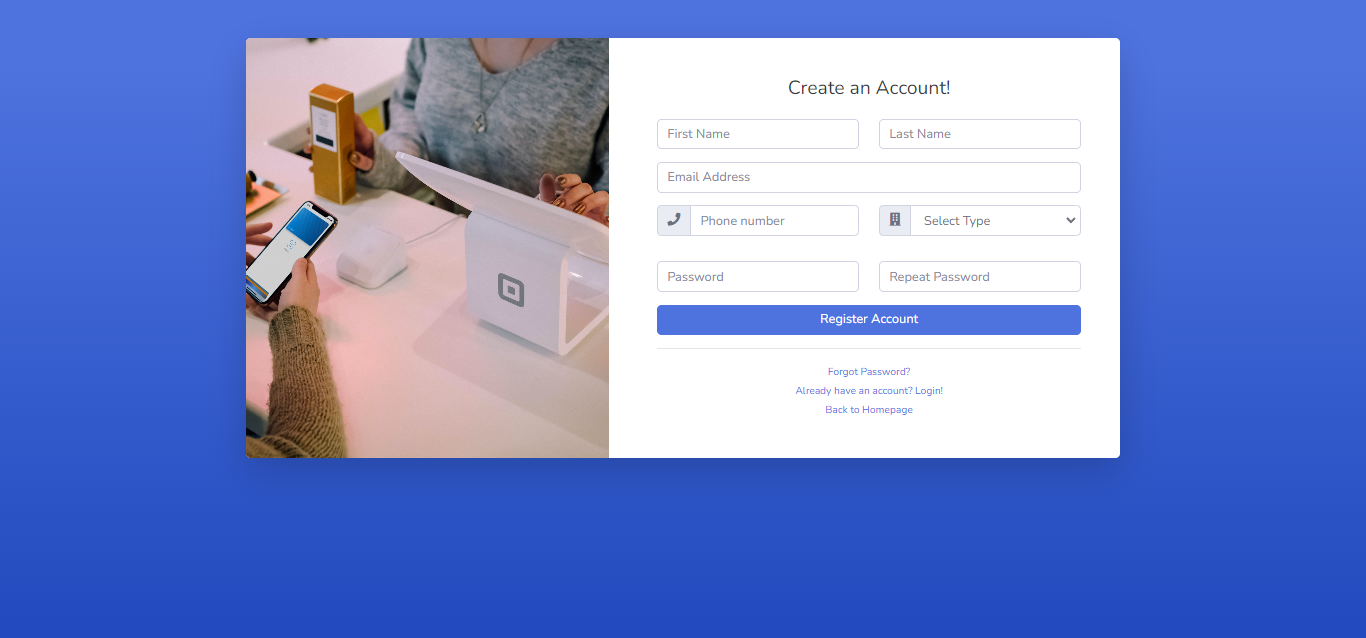 Create an Account!
First Name Last Name
Email Address
Phone number Select Type
Password Repeat Password
Register Account
Forgot Password?
Already have an account? Login!
Back to Homepage